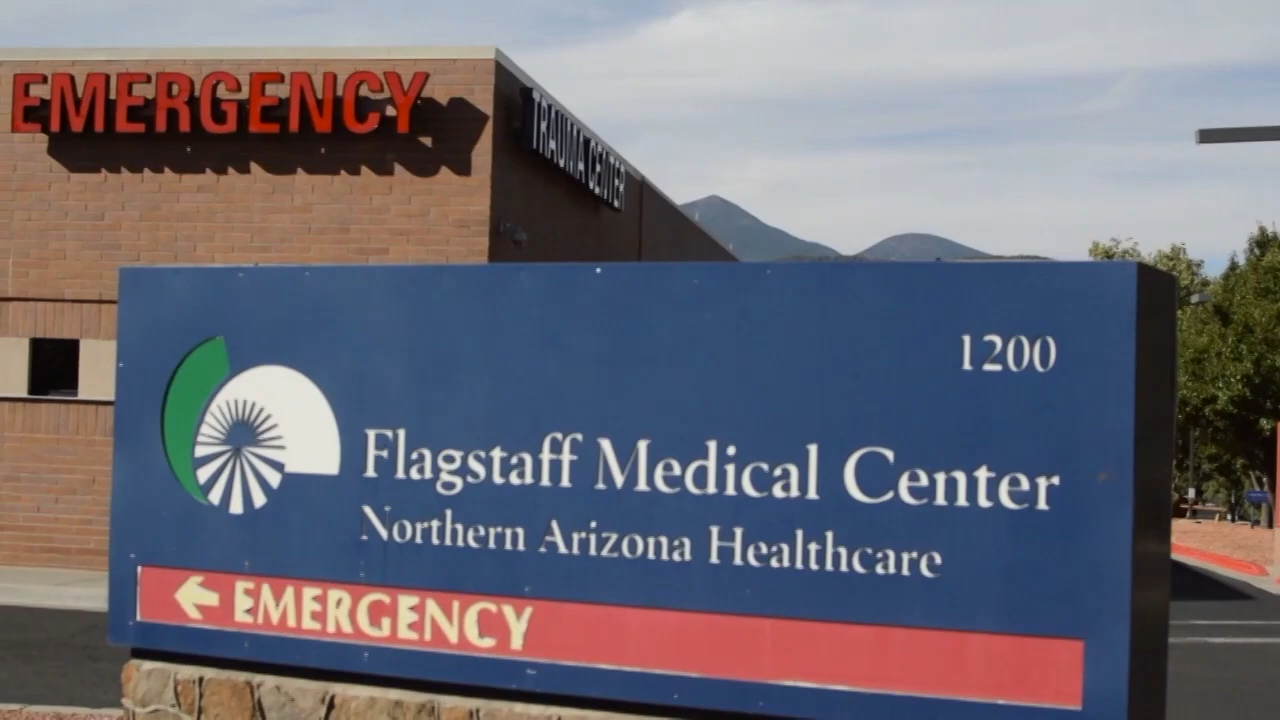 EMERGENCY
TRAUMA CENTER
1200
Flagstaff Medical Center
Northern Arizona Healthcare
EMERGENCY